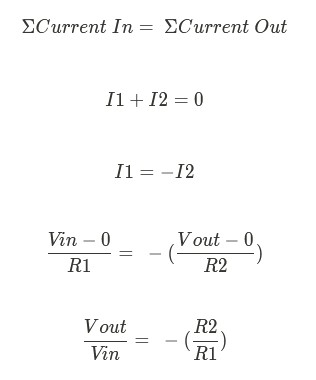 ΣCurrent In = ΣCurrent Out
I1 + I2 = 0
I1 = −I2
Vin − 0 / R1 = −(Vout − 0 / R2)
Vout / Vin = −(R2 / R1)